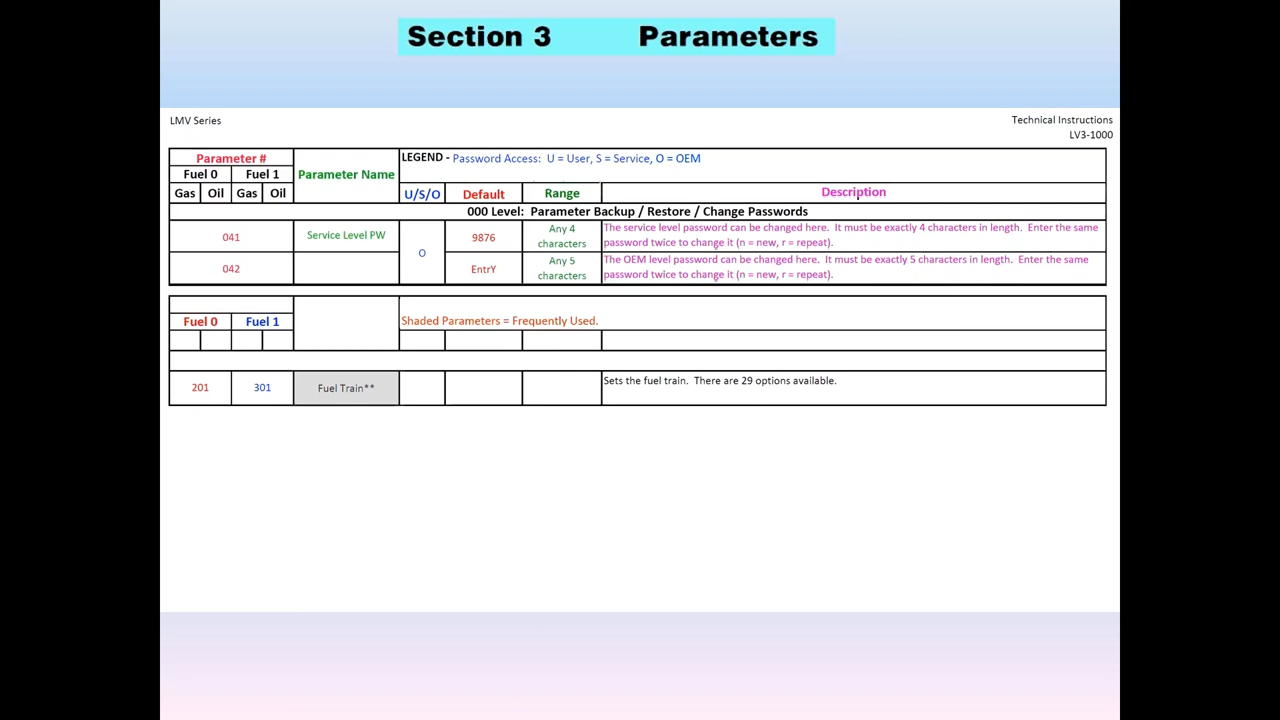 Section 3 Parameters
LMV Series
Technical Instructions
LV3-1000
Parameter #
Fuel 0 Fuel 1
Gas Oil Gas Oil
Parameter Name
LEGEND - Password Access: U = User, S = Service, O = OEM
U/S/O Default Range Description
000 Level: Parameter Backup / Restore / Change Passwords
041 Service Level PW O 9876 Any 4 characters The service level password can be changed here. It must be exactly 4 characters in length. Enter the same
password twice to change it (n = new, r = repeat).
042 EntrY Any 5 characters The OEM level password can be changed here. It must be exactly 5 characters in length. Enter the same
password twice to change it (n = new, r = repeat).
Fuel 0 Fuel 1 Shaded Parameters = Frequently Used.
201 301 Fuel Train** Sets the fuel train. There are 29 options available.